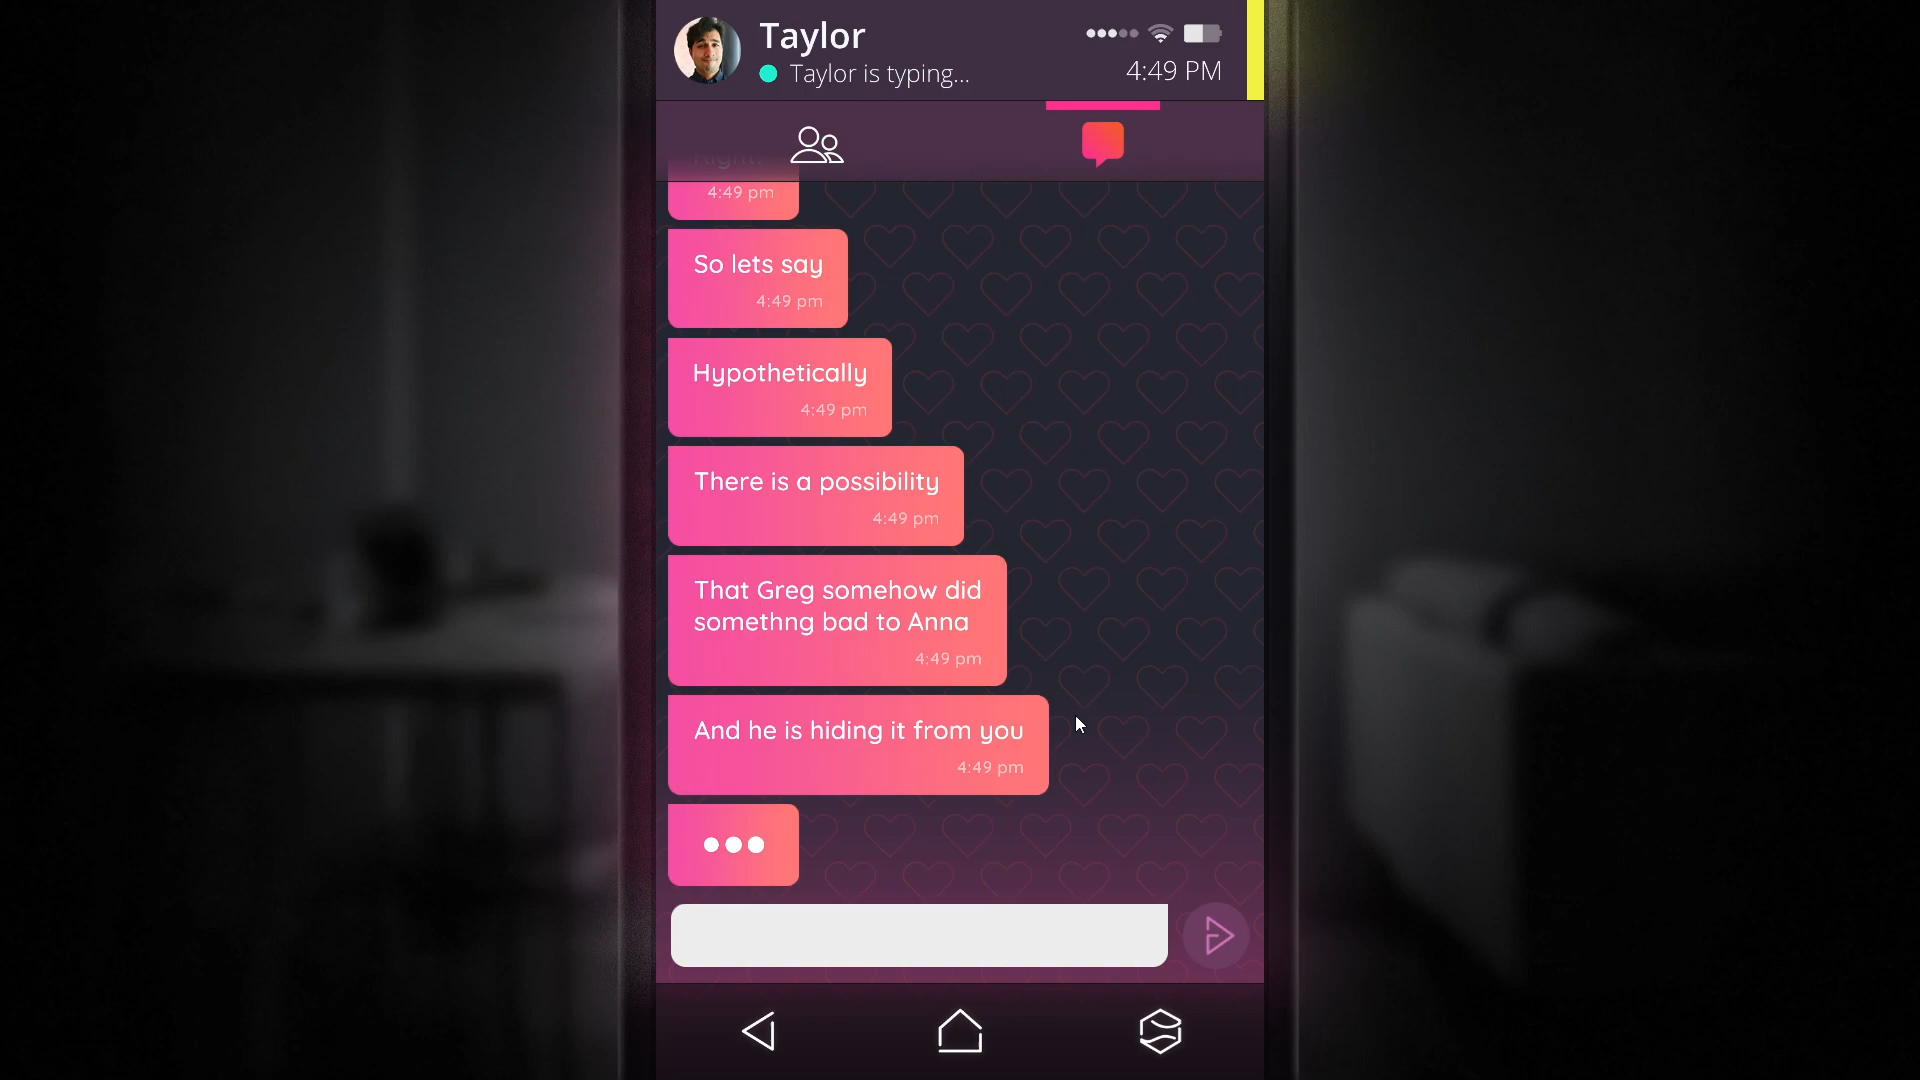 Taylor
Taylor is typing...
4:49 PM
Right?
4:49 pm
So lets say
4:49 pm
Hypothetically
4:49 pm
There is a possibility
4:49 pm
That Greg somehow did
somethng bad to Anna
4:49 pm
And he is hiding it from you
4:49 pm